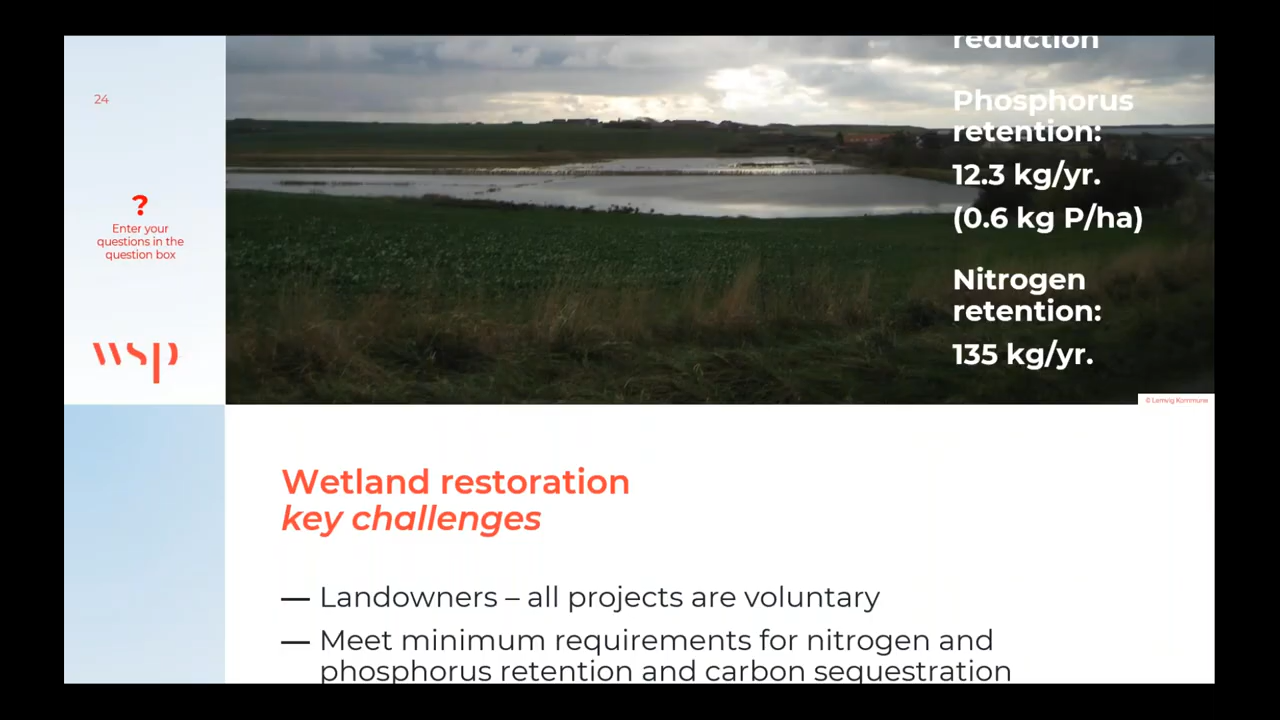 24
?
Enter your
questions in the
question box
wsp
reduction
Phosphorus
retention:
12.3 kg/yr.
(0.6 kg P/ha)
Nitrogen
retention:
135 kg/yr.
© Lemvig Kommune
Wetland restoration
key challenges
— Landowners – all projects are voluntary
— Meet minimum requirements for nitrogen and
phosphorus retention and carbon sequestration